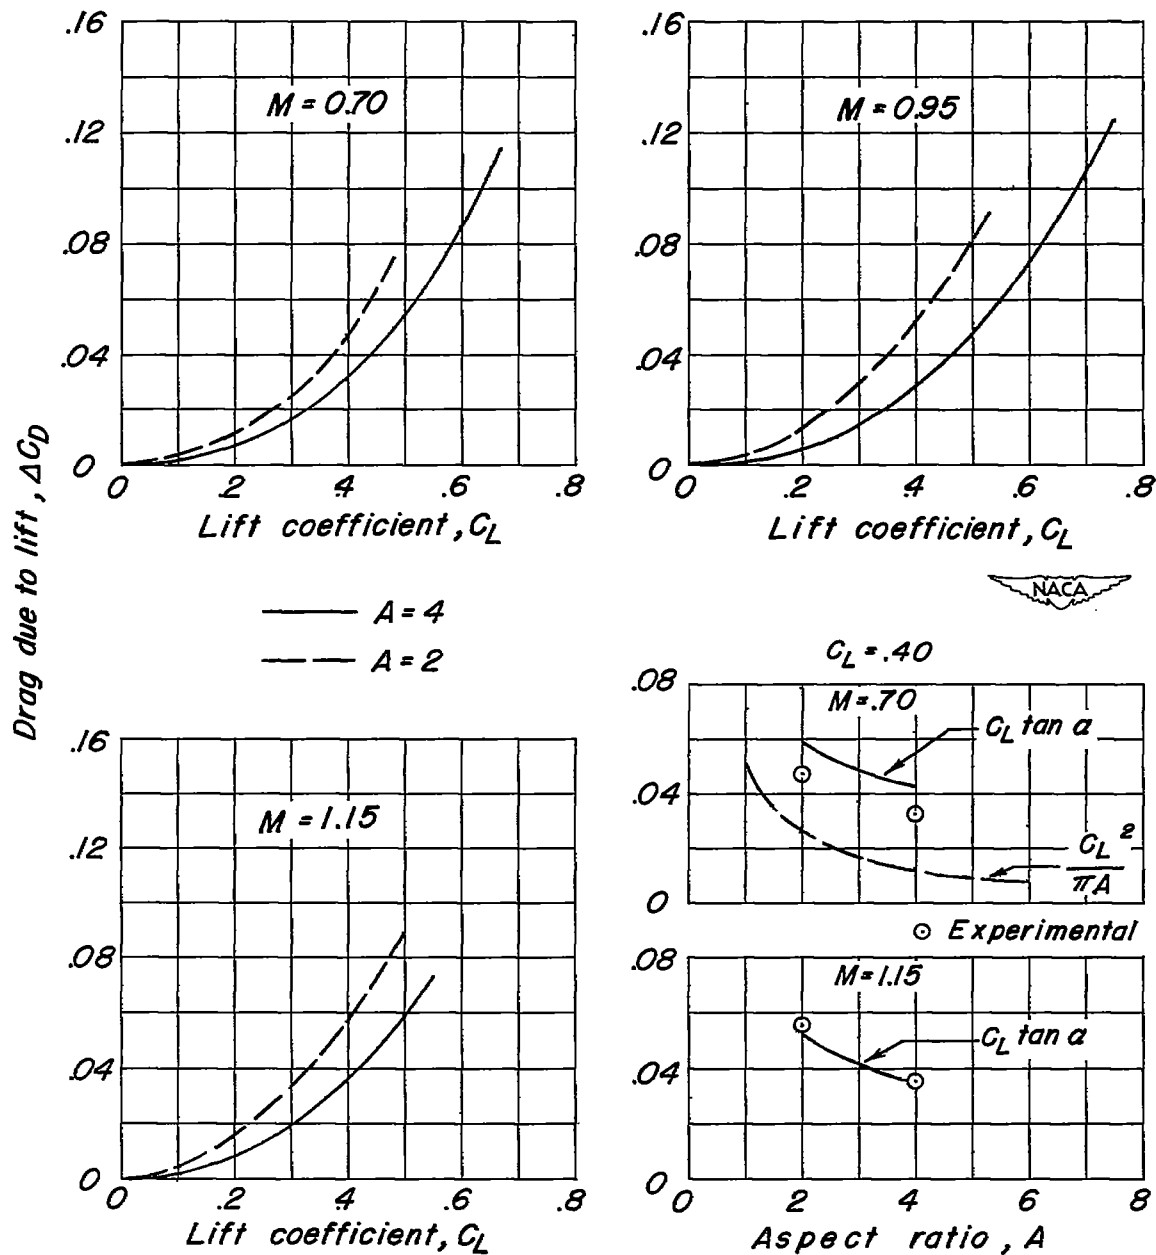 Drag due to lift, ΔC_D
.16
.12
.08
.04
0
M = 0.70
0 .2 .4 .6 .8
Lift coefficient, C_L
.16
.12
.08
.04
0
M = 0.95
0 .2 .4 .6 .8
Lift coefficient, C_L
A = 4
A = 2
NACA
.16
.12
.08
.04
0
M = 1.15
0 .2 .4 .6 .8
Lift coefficient, C_L
C_L = .40
.08
.04
0
M = .70
C_L tan α
C_L²
πA
⊙ Experimental
.08
.04
0
M = 1.15
C_L tan α
0 2 4 6 8
Aspect ratio, A